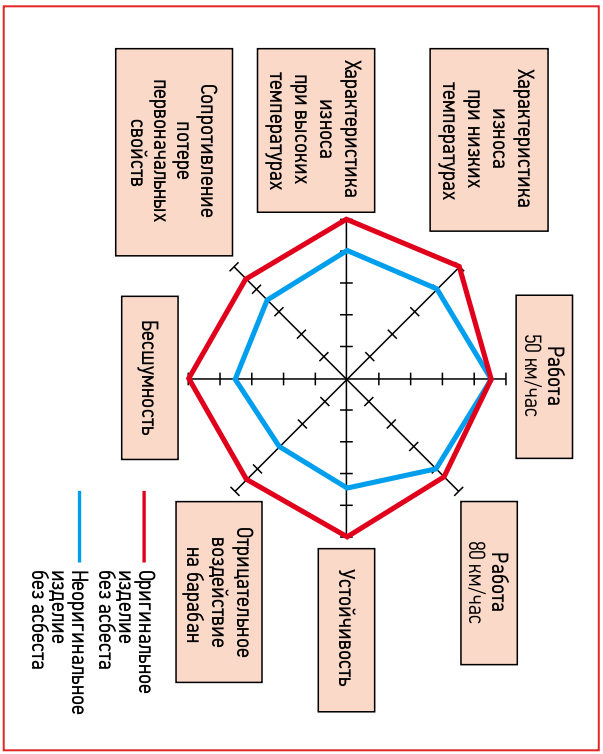 Работа
50 км/час
Характеристика
износа
при низких
температурах
Работа
80 км/час
Характеристика
износа
при высоких
температурах
Устойчивость
Сопротивление
потере
первоначальных
свойств
Отрицательное
воздействие
на барабан
Бесшумность
Оригинальное
изделие
без асбеста
Неоригинальное
изделие
без асбеста